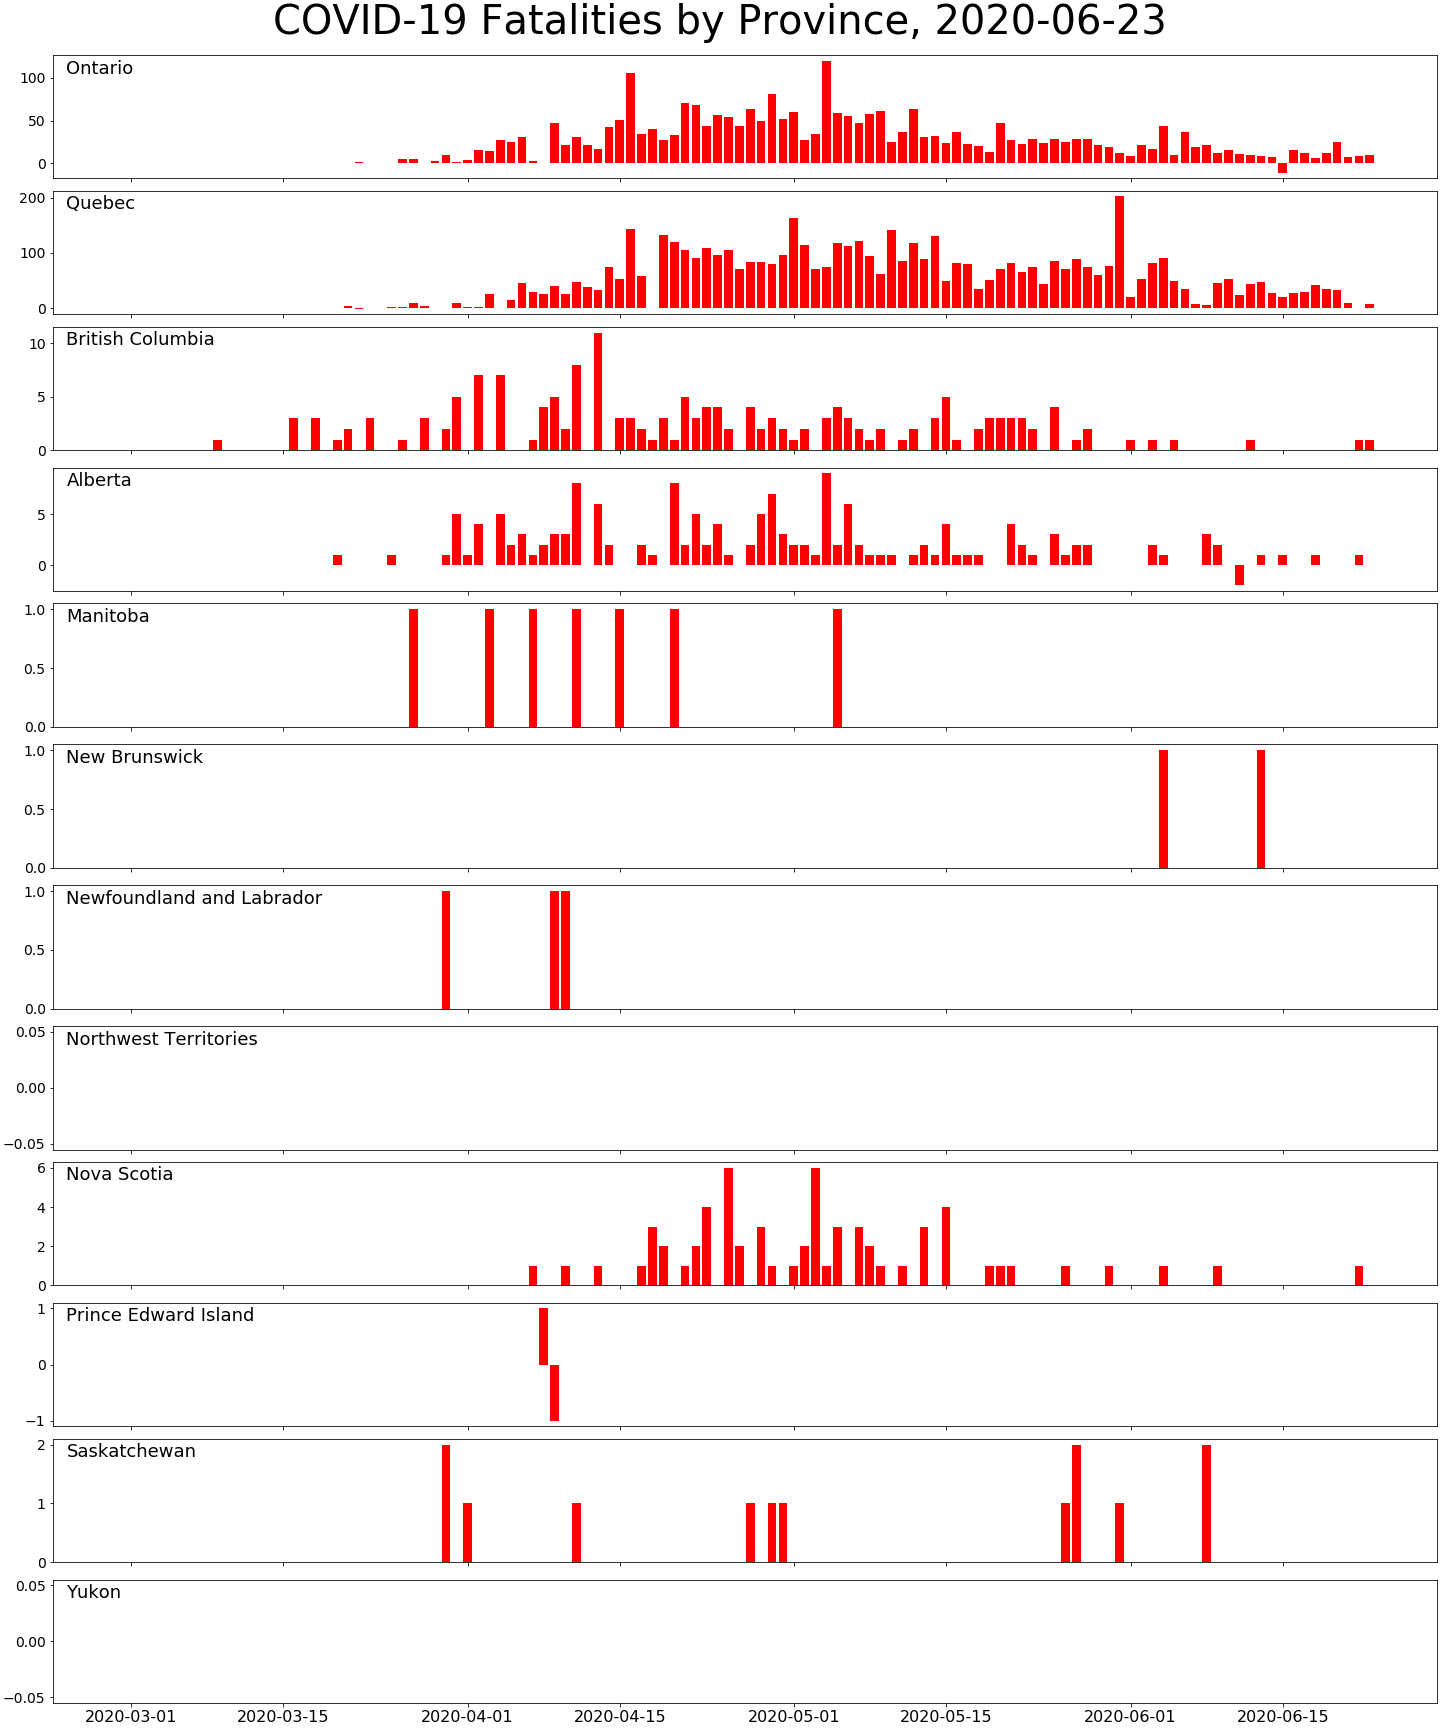 COVID-19 Fatalities by Province, 2020-06-23
Ontario
100
50
0
Quebec
200
100
0
British Columbia
10
5
0
Alberta
5
0
Manitoba
1.0
0.5
0.0
New Brunswick
1.0
0.5
0.0
Newfoundland and Labrador
1.0
0.5
0.0
Northwest Territories
0.05
0.00
−0.05
Nova Scotia
6
4
2
0
Prince Edward Island
1
0
−1
Saskatchewan
2
1
0
Yukon
0.05
0.00
−0.05
2020-03-01 2020-03-15 2020-04-01 2020-04-15 2020-05-01 2020-05-15 2020-06-01 2020-06-15